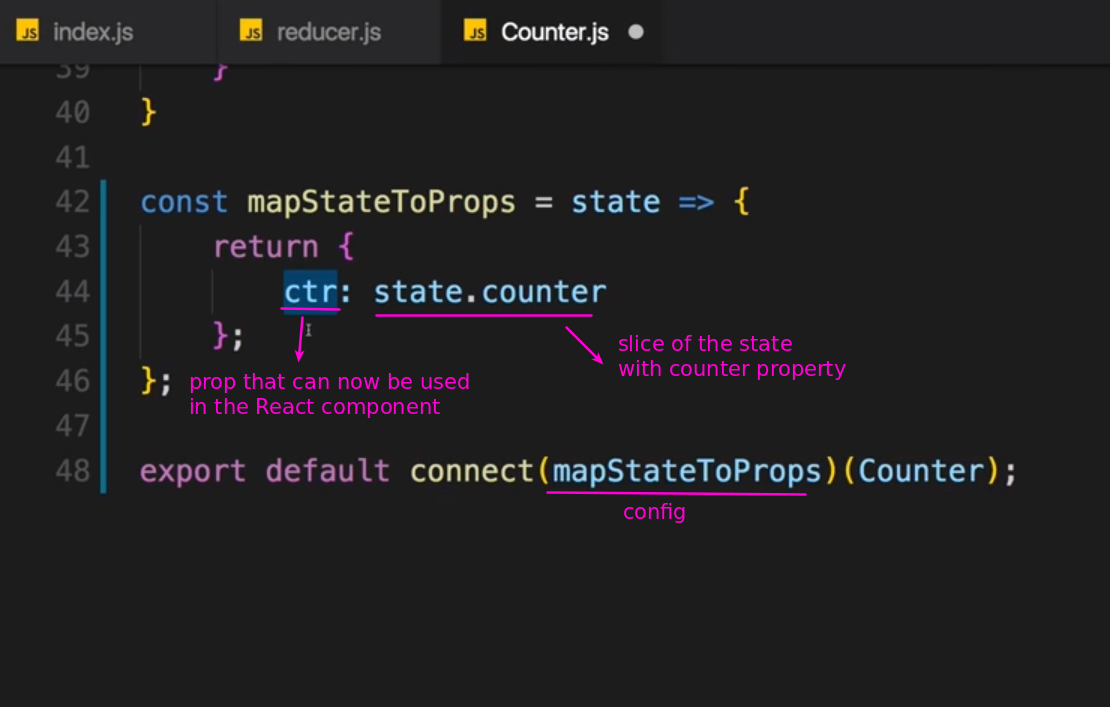 JS index.js JS reducer.js JS Counter.js
39 }
40 }
41
42 const mapStateToProps = state => {
43 return {
44 ctr: state.counter
45 };
46 };
47
48 export default connect(mapStateToProps)(Counter);
slice of the state
with counter property
prop that can now be used
in the React component
config